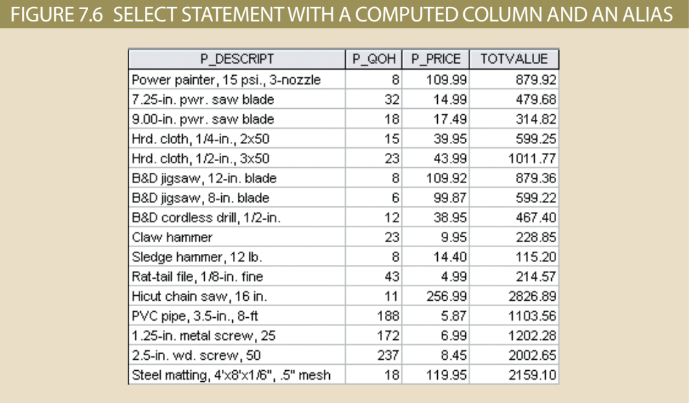 FIGURE 7.6 SELECT STATEMENT WITH A COMPUTED COLUMN AND AN ALIAS
P_DESCRIPT P_QOH P_PRICE TOTVALUE
Power painter, 15 psi., 3-nozzle 8 109.99 879.92
7.25-in. pwr. saw blade 32 14.99 479.68
9.00-in. pwr. saw blade 18 17.49 314.82
Hrd. cloth, 1/4-in., 2x50 15 39.95 599.25
Hrd. cloth, 1/2-in., 3x50 23 43.99 1011.77
B&D jigsaw, 12-in. blade 8 109.92 879.36
B&D jigsaw, 8-in. blade 6 99.87 599.22
B&D cordless drill, 1/2-in. 12 38.95 467.40
Claw hammer 23 9.95 228.85
Sledge hammer, 12 lb. 8 14.40 115.20
Rat-tail file, 1/8-in. fine 43 4.99 214.57
Hicut chain saw, 16 in. 11 256.99 2826.89
PVC pipe, 3.5-in., 8-ft 188 5.87 1103.56
1.25-in. metal screw, 25 172 6.99 1202.28
2.5-in. wd. screw, 50 237 8.45 2002.65
Steel matting, 4'x8'x1/6", .5" mesh 18 119.95 2159.10